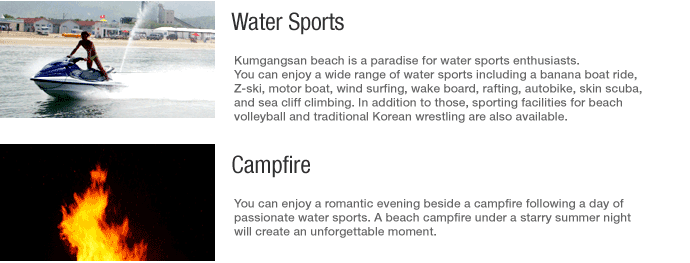 Water Sports
Kumgangsan beach is a paradise for water sports enthusiasts.
You can enjoy a wide range of water sports including a banana boat ride,
Z-ski, motor boat, wind surfing, wake board, rafting, autobike, skin scuba,
and sea cliff climbing. In addition to those, sporting facilities for beach
volleyball and traditional Korean wrestling are also available.
Campfire
You can enjoy a romantic evening beside a campfire following a day of
passionate water sports. A beach campfire under a starry summer night
will create an unforgettable moment.